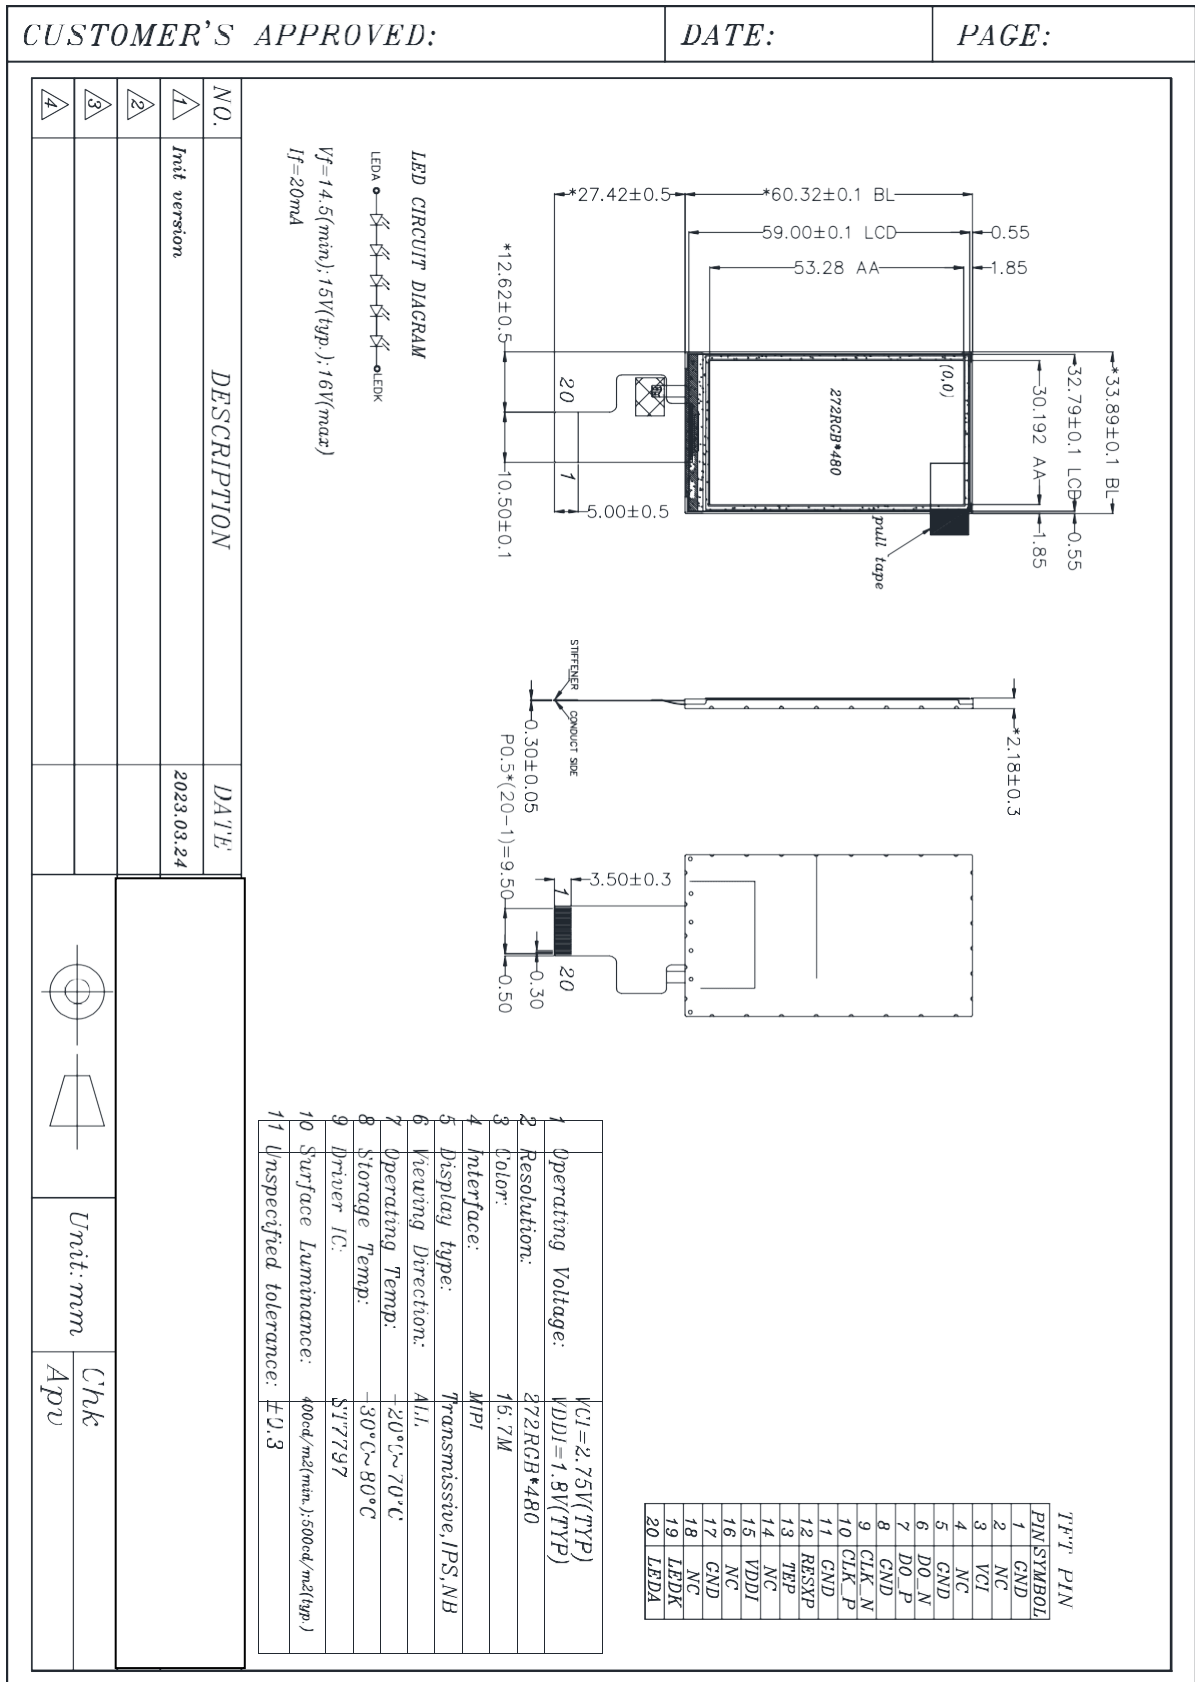 CUSTOMER'S APPROVED:
DATE:
PAGE:
*27.42±0.5
*60.32±0.1 BL
59.00±0.1 LCD
0.55
53.28 AA
1.85
*33.89±0.1 BL
32.79±0.1 LCD
0.55
30.192 AA
1.85
(0,0)
272RGB*480
pull tape
*12.62±0.5
20
1
10.50±0.1
5.00±0.5
LED CIRCUIT DIAGRAM
LEDA
LEDK
Vf=14.5(min);15V(typ.);16V(max)
If=20mA
*2.18±0.3
STIFFENER
CONDUCT SIDE
0.30±0.05
P0.5*(20-1)=9.50
3.50±0.3
1
20
0.30
0.50
TFT PIN
PIN SYMBOL
1 GND
2 NC
3 VCI
4 NC
5 GND
6 D0_N
7 D0_P
8 GND
9 CLK_N
10 CLK_P
11 GND
12 RESXP
13 TEP
14 NC
15 VDDI
16 NC
17 GND
18 NC
19 LEDK
20 LEDA
VCI=2.75V(TYP)
1 Operating Voltage: VDDI=1.8V(TYP)
2 Resolution: 272RGB*480
3 Color: 16.7M
4 Interface: MIPI
5 Display type: Transmissive,IPS,NB
6 Viewing Direction: ALL
7 Operating Temp: -20°C~70°C
8 Storage Temp: -30°C~80°C
9 Driver IC: ST7797
10 Surface Luminance: 400cd/m2(min.);500cd/m2(typ.)
11 Unspecified tolerance: ±0.3
NO. DESCRIPTION DATE
1 Init version 2023.03.24
2
3
4
Unit:mm
Chk
Apv